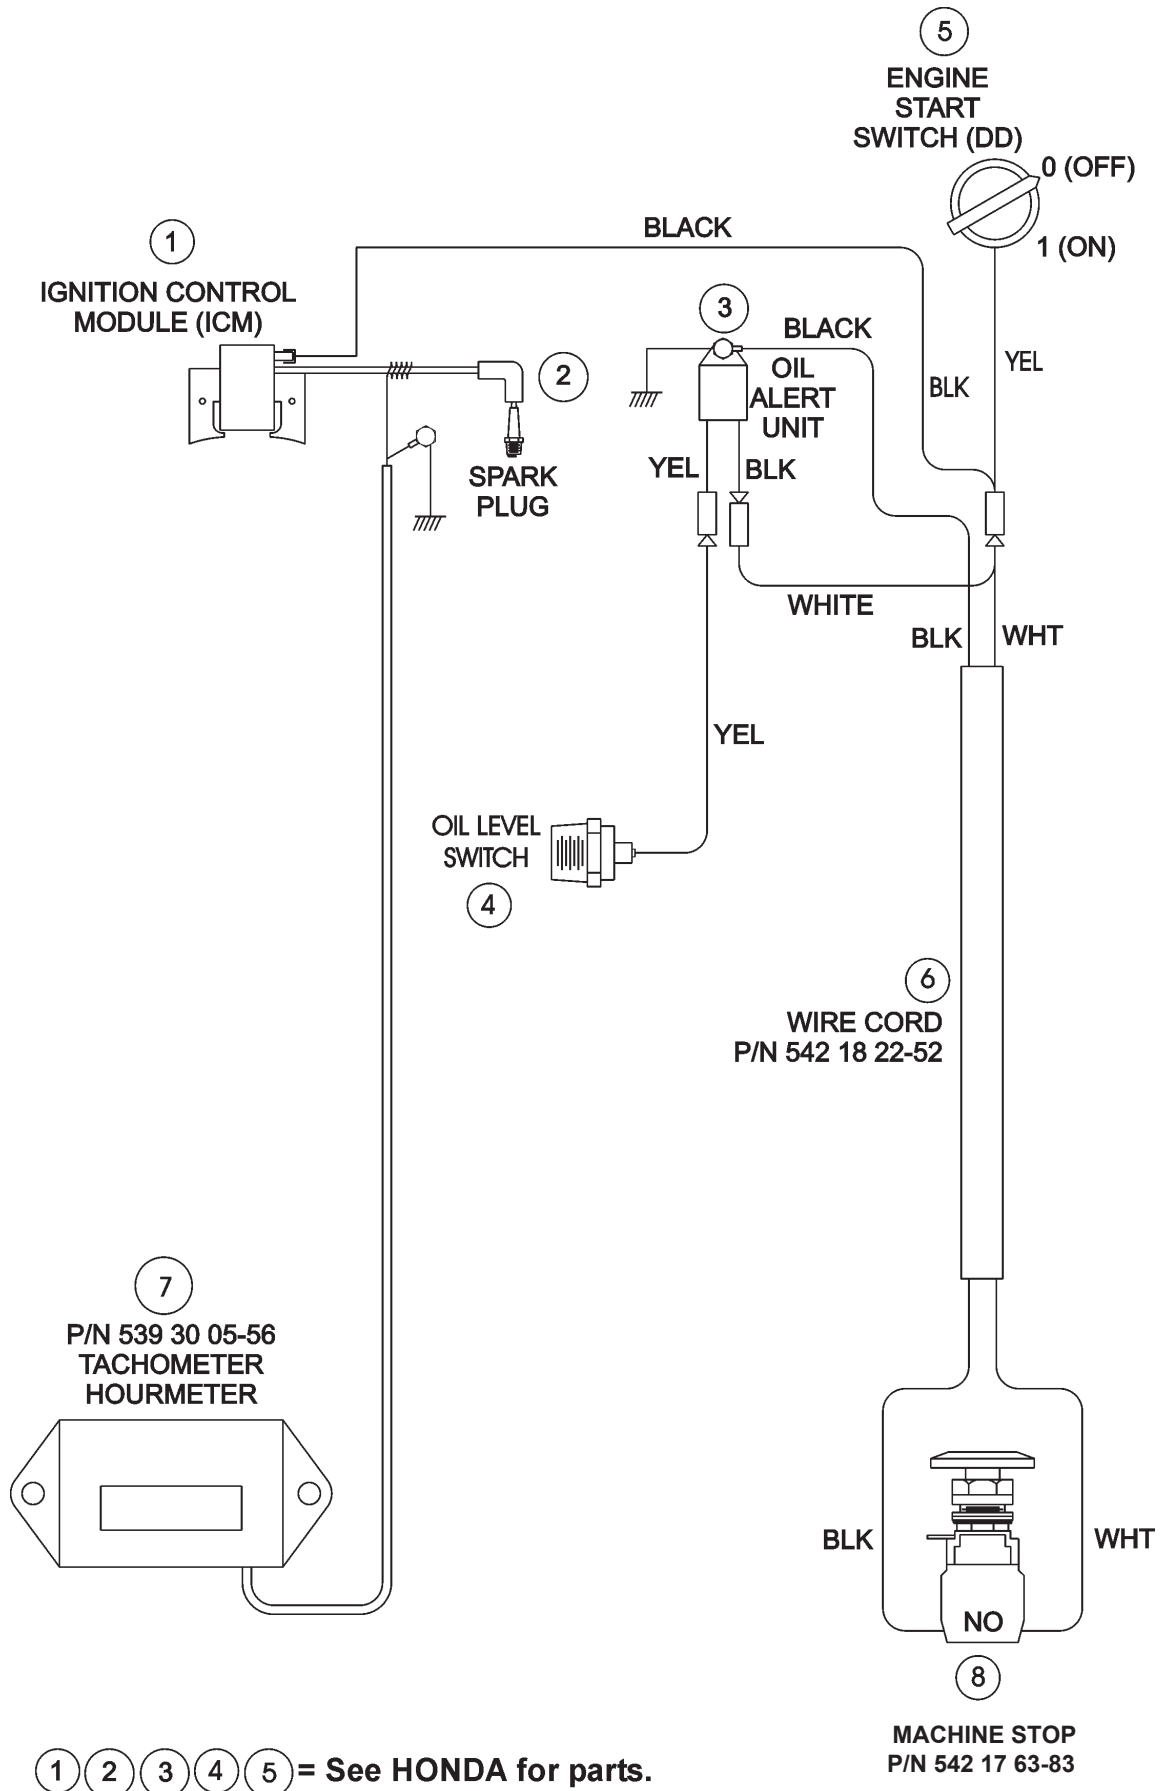 5
ENGINE
START
SWITCH (DD)
0 (OFF)
1 (ON)
BLACK
1
IGNITION CONTROL
MODULE (ICM)
3
BLACK
OIL
ALERT
UNIT
YEL
BLK
2
SPARK
PLUG
YEL
BLK
WHITE
BLK
WHT
YEL
OIL LEVEL
SWITCH
4
6
WIRE CORD
P/N 542 18 22-52
7
P/N 539 30 05-56
TACHOMETER
HOURMETER
BLK
WHT
NO
8
MACHINE STOP
P/N 542 17 63-83
1 2 3 4 5 = See HONDA for parts.